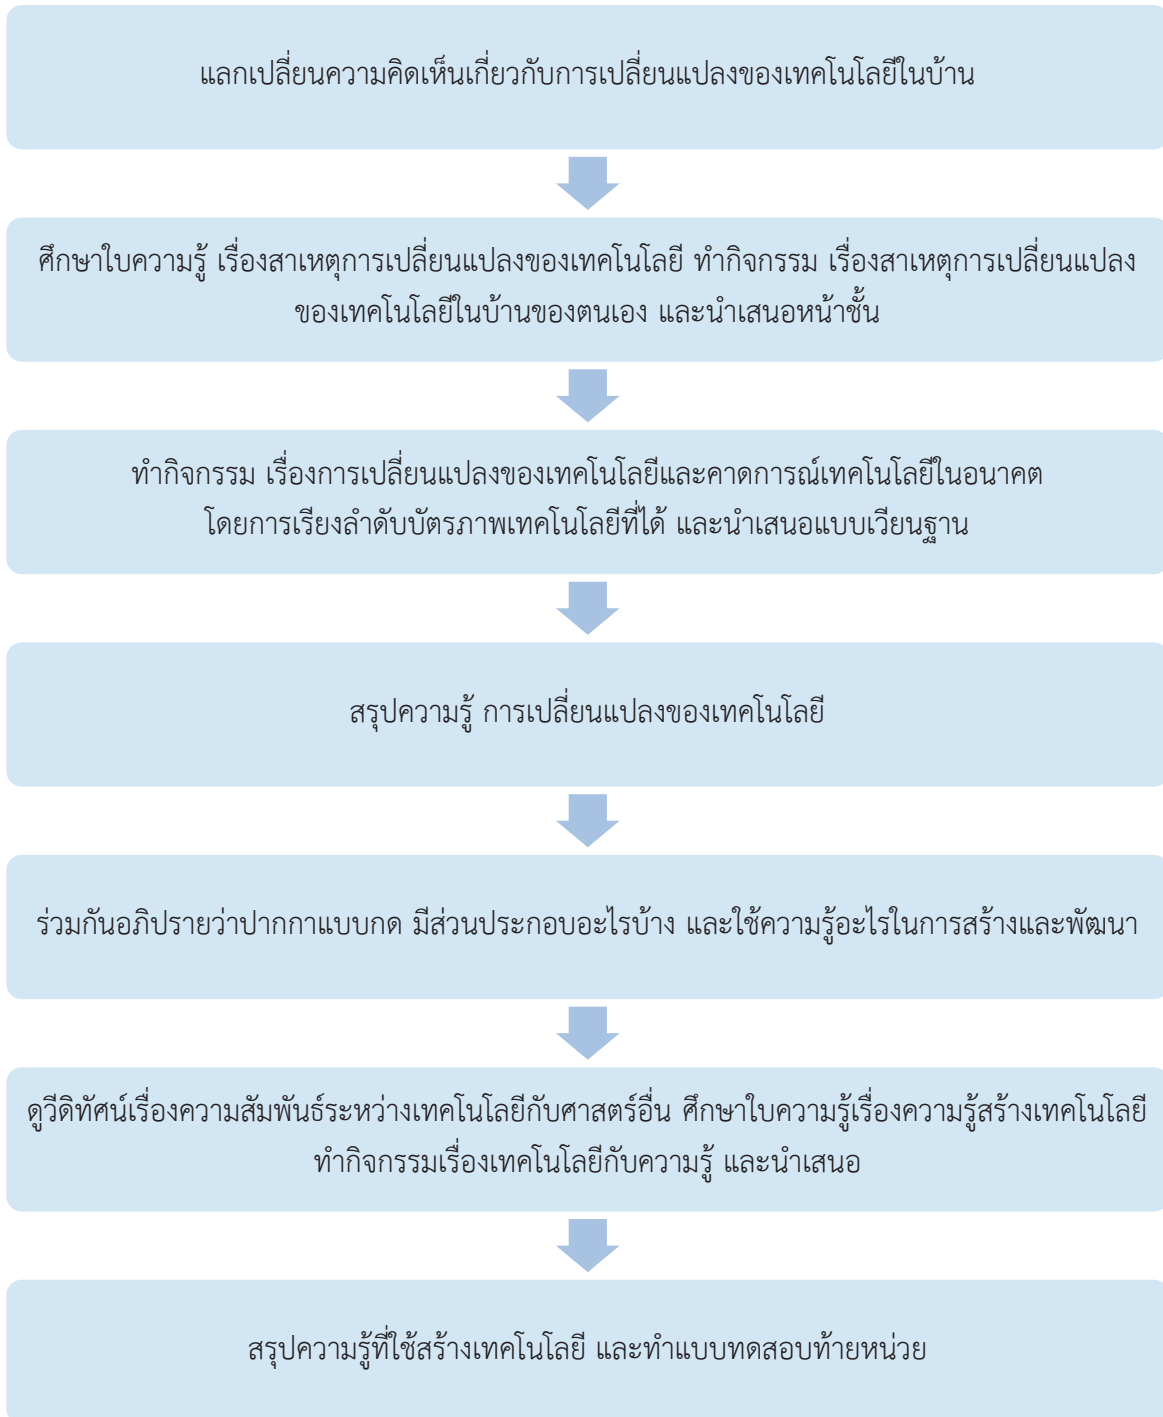 แลกเปลี่ยนความคิดเห็นเกี่ยวกับการเปลี่ยนแปลงของเทคโนโลยีในบ้าน
ศึกษาใบความรู้ เรื่องสาเหตุการเปลี่ยนแปลงของเทคโนโลยี ทำกิจกรรม เรื่องสาเหตุการเปลี่ยนแปลง
ของเทคโนโลยีในบ้านของตนเอง และนำเสนอหน้าชั้น
ทำกิจกรรม เรื่องการเปลี่ยนแปลงของเทคโนโลยีและคาดการณ์เทคโนโลยีในอนาคต
โดยการเรียงลำดับบัตรภาพเทคโนโลยีที่ได้ และนำเสนอแบบเวียนฐาน
สรุปความรู้ การเปลี่ยนแปลงของเทคโนโลยี
ร่วมกันอภิปรายว่าปากกาแบบกด มีส่วนประกอบอะไรบ้าง และใช้ความรู้อะไรในการสร้างและพัฒนา
ดูวีดิทัศน์เรื่องความสัมพันธ์ระหว่างเทคโนโลยีกับศาสตร์อื่น ศึกษาใบความรู้เรื่องความรู้สร้างเทคโนโลยี
ทำกิจกรรมเรื่องเทคโนโลยีกับความรู้ และนำเสนอ
สรุปความรู้ที่ใช้สร้างเทคโนโลยี และทำแบบทดสอบท้ายหน่วย